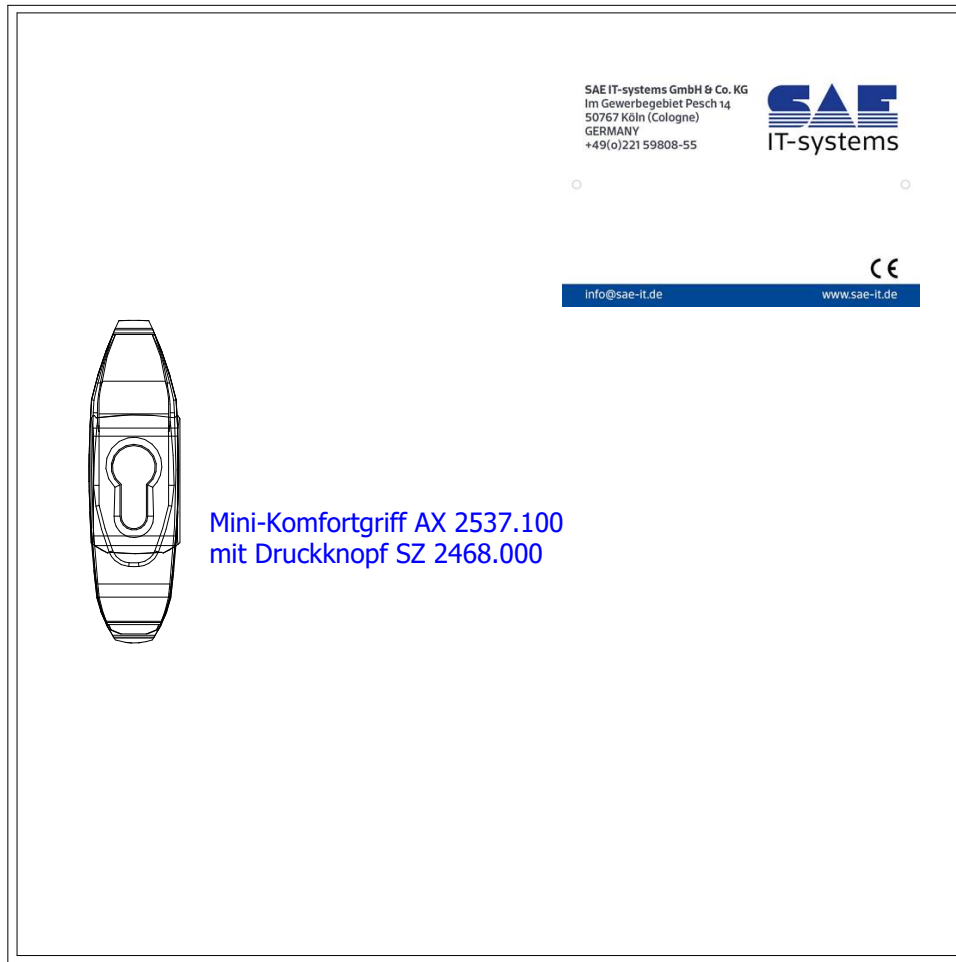 SAE IT-systems GmbH & Co. KG
Im Gewerbegebiet Pesch 14
50767 Köln (Cologne)
GERMANY
+49(0)221 59808-55
SAE
IT-systems
CE
info@sae-it.de www.sae-it.de
Mini-Komfortgriff AX 2537.100
mit Druckknopf SZ 2468.000